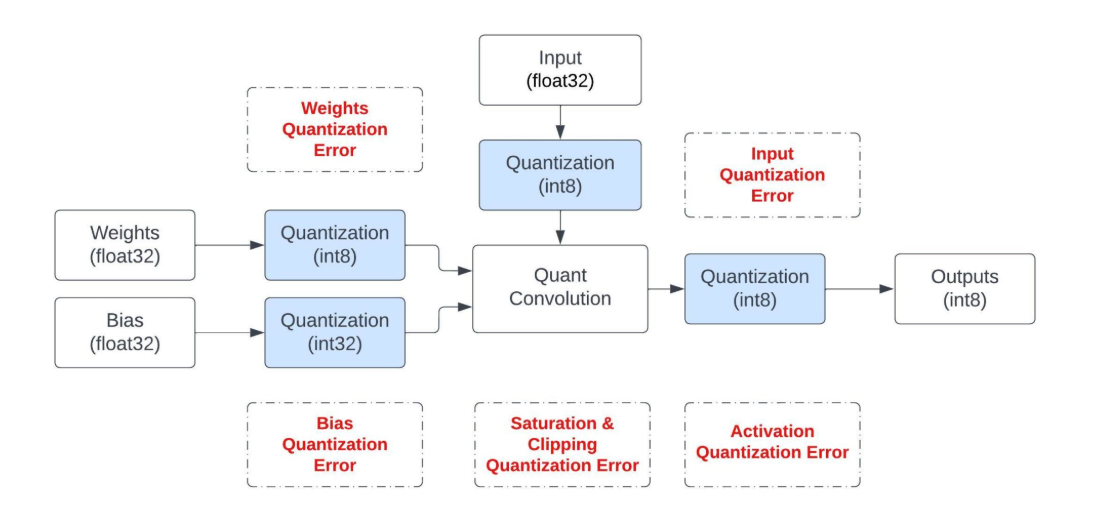 Input
(float32)
Weights
Quantization
Error
Quantization
(int8)
Input
Quantization
Error
Weights
(float32)
Quantization
(int8)
Quant
Convolution
Quantization
(int8)
Outputs
(int8)
Bias
(float32)
Quantization
(int32)
Bias
Quantization
Error
Saturation &
Clipping
Quantization Error
Activation
Quantization Error